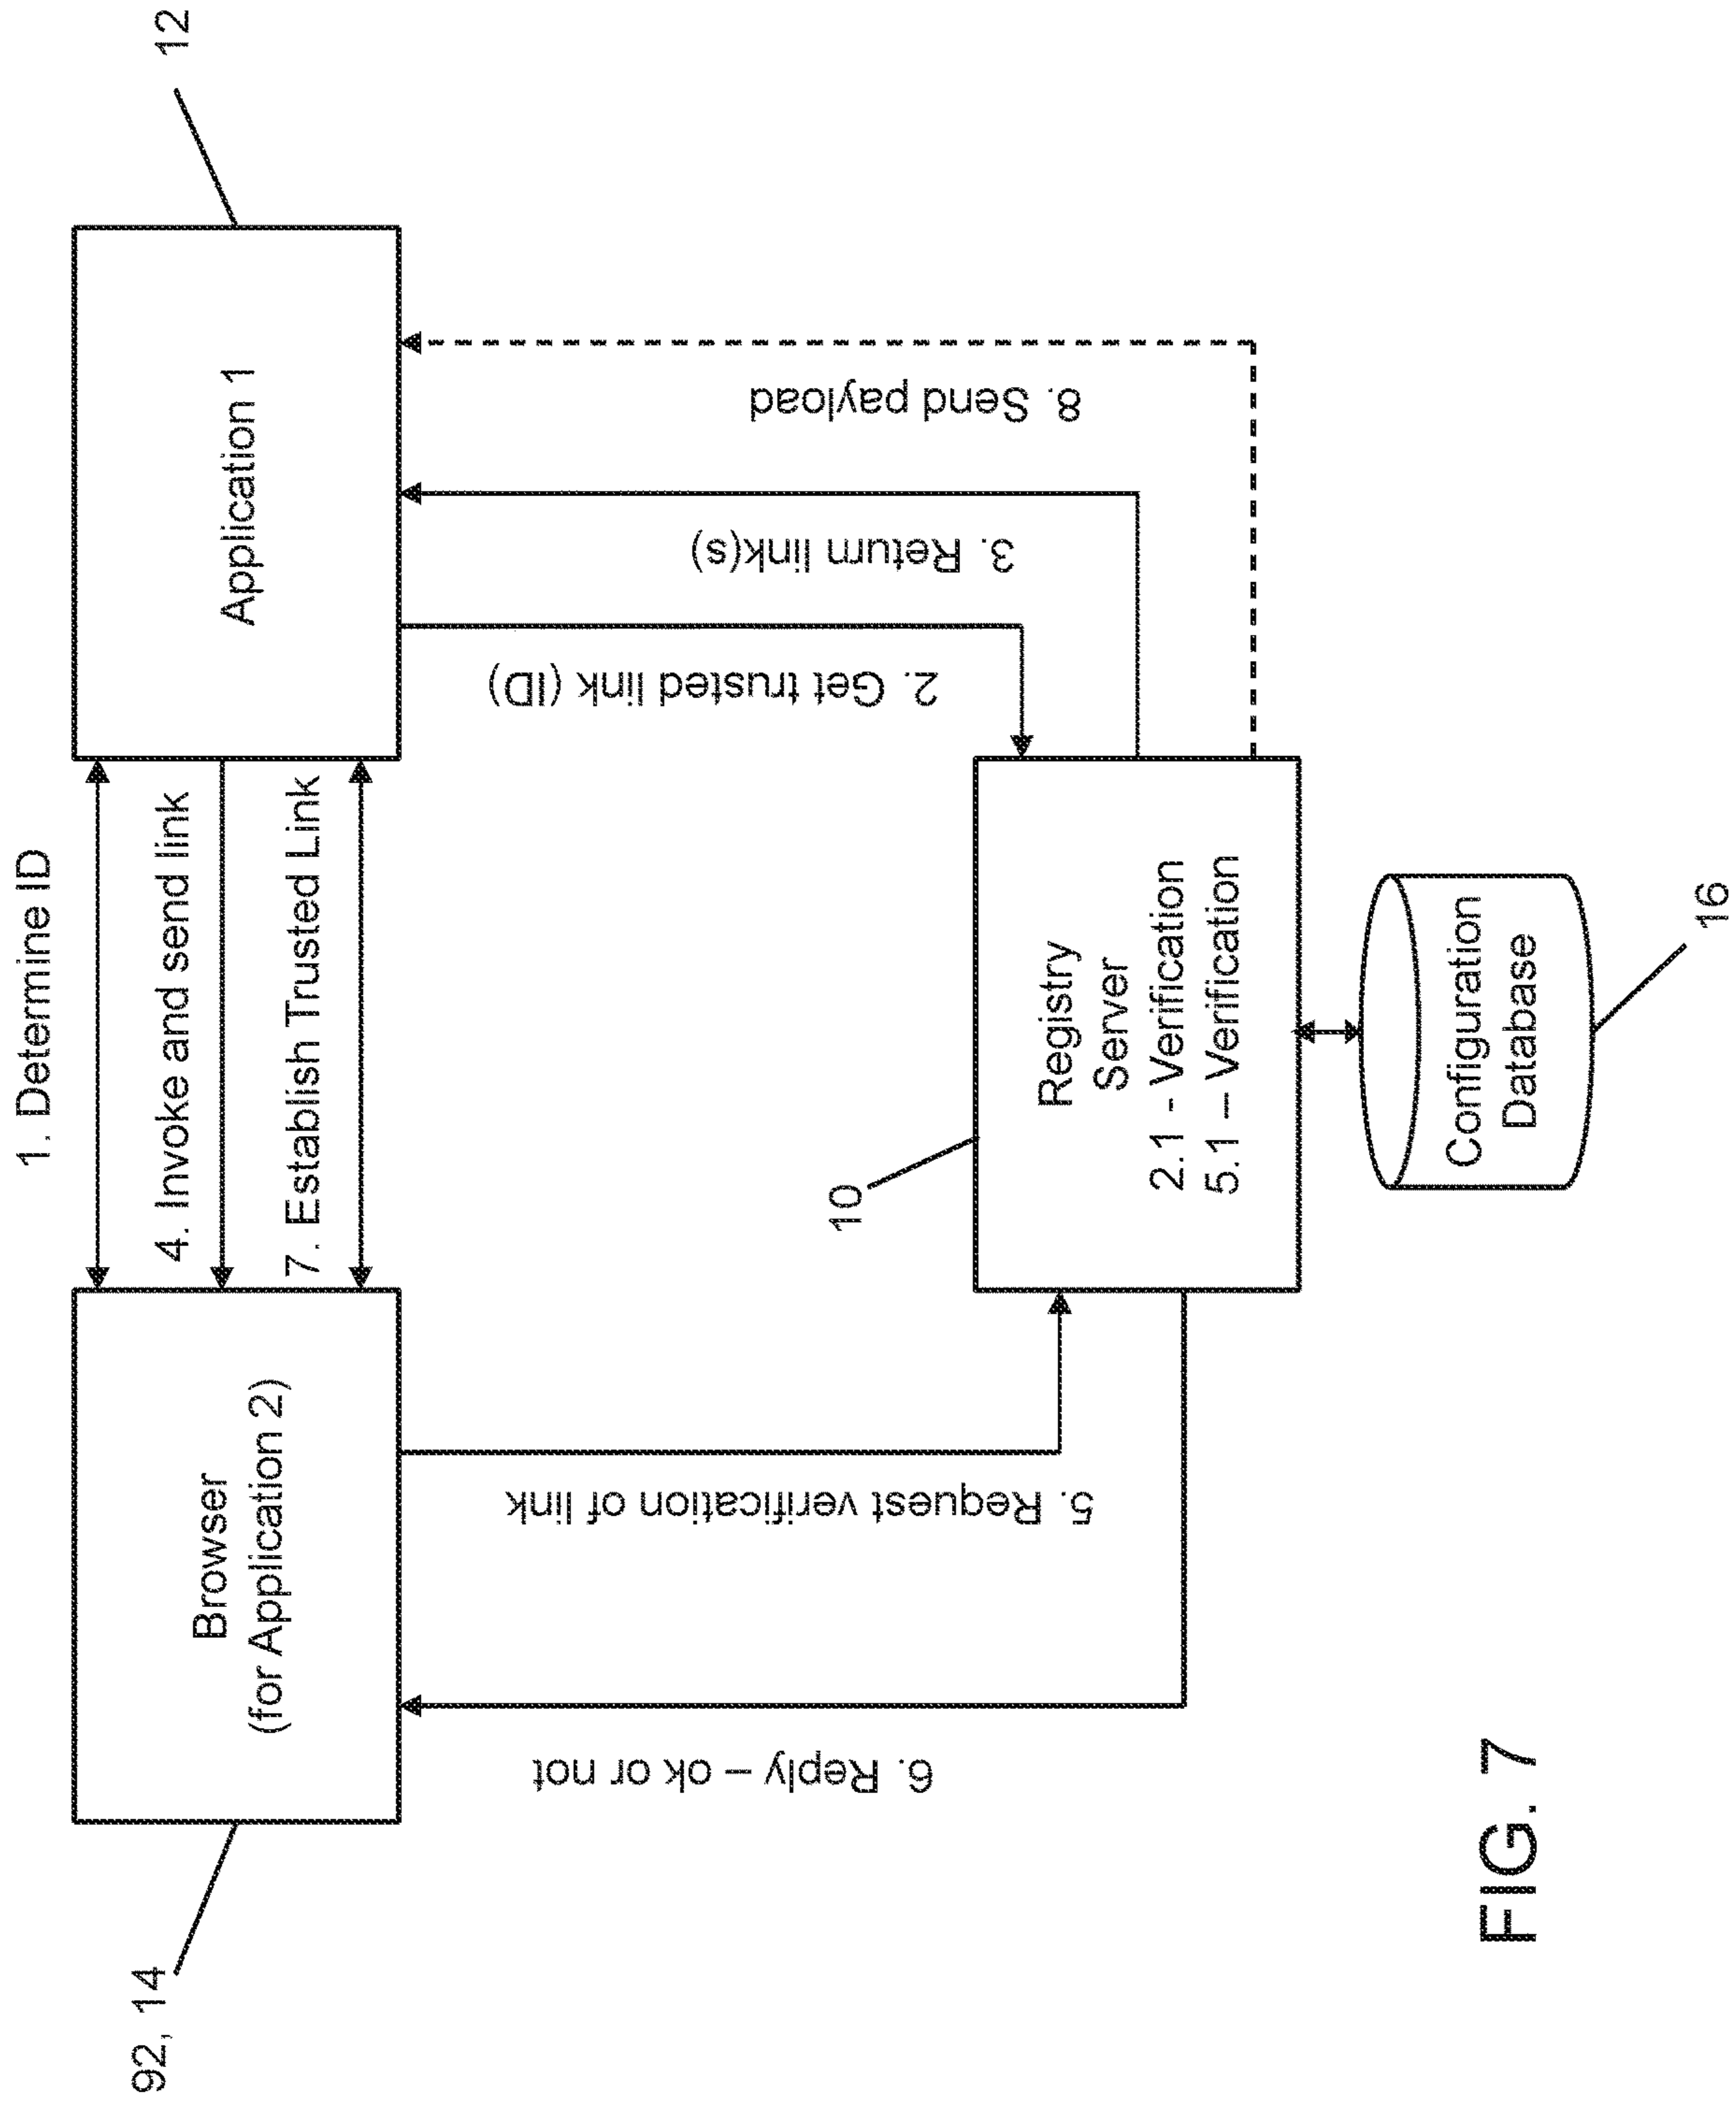 1. Determine ID
4. Invoke and send link
7. Establish Trusted Link
92, 14
Browser
(for Application 2)
Application 1
12
6. Reply – ok or not
5. Request verification of link
2. Get trusted link (ID)
3. Return link(s)
8. Send payload
10
Registry
Server
2.1 - Verification
5.1 – Verification
Configuration
Database
16
FIG. 7